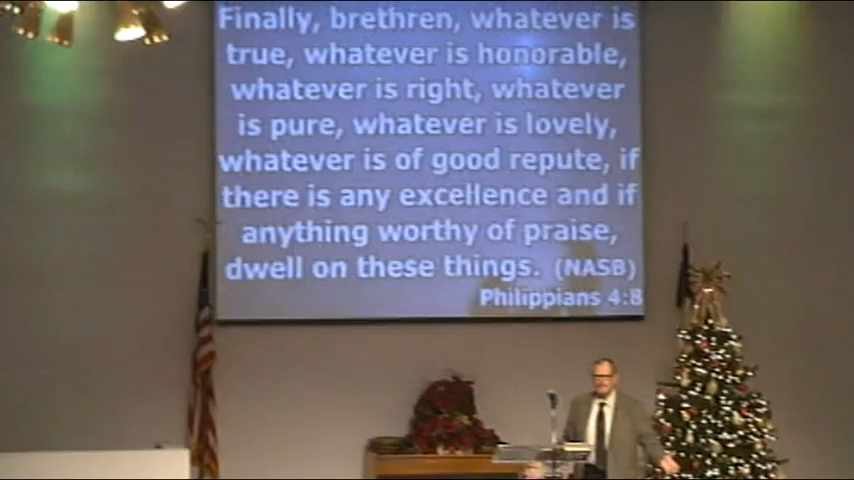 Finally, brethren, whatever is
true, whatever is honorable,
whatever is right, whatever
is pure, whatever is lovely,
whatever is of good repute, if
there is any excellence and if
anything worthy of praise,
dwell on these things. (NASB)
Philippians 4:8